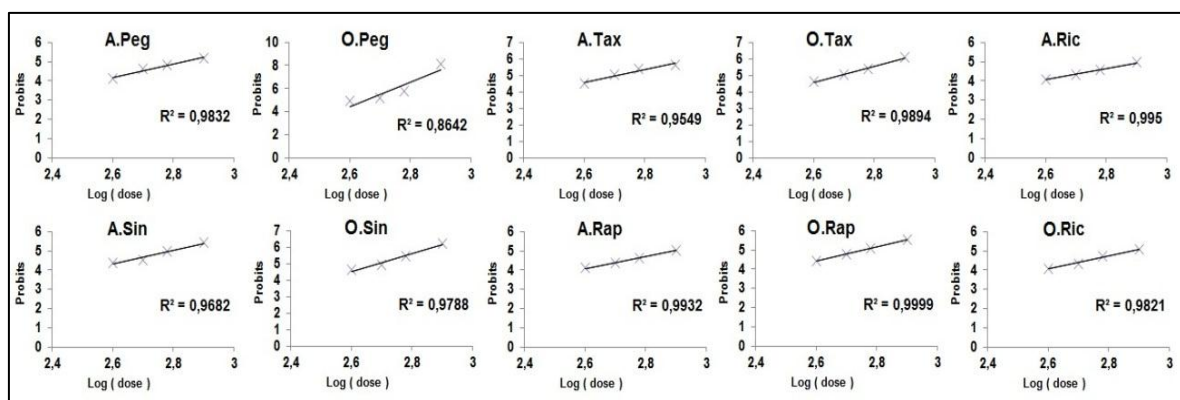 A.Peg
Probits
6
5
4
3
2
1
0
R² = 0,9832
2,4 2,6 2,8 3
Log ( dose )
O.Peg
Probits
10
8
6
4
2
0
R² = 0,8642
2,4 2,6 2,8 3
Log ( dose )
A.Tax
Probits
7
6
5
4
3
2
1
0
R² = 0,9549
2,4 2,6 2,8 3
Log ( dose )
O.Tax
Probits
7
6
5
4
3
2
1
0
R² = 0,9894
2,4 2,6 2,8 3
Log ( dose )
A.Ric
Probits
6
5
4
3
2
1
0
R² = 0,995
2,4 2,6 2,8 3
Log ( dose )
A.Sin
Probits
6
5
4
3
2
1
0
R² = 0,9682
2,4 2,6 2,8 3
Log ( dose )
O.Sin
Probits
7
6
5
4
3
2
1
0
R² = 0,9788
2,4 2,6 2,8 3
Log ( dose )
A.Rap
Probits
6
5
4
3
2
1
0
R² = 0,9932
2,4 2,6 2,8 3
Log ( dose )
O.Rap
Probits
6
5
4
3
2
1
0
R² = 0,9999
2,4 2,6 2,8 3
Log ( dose )
O.Ric
Probits
6
5
4
3
2
1
0
R² = 0,9821
2,4 2,6 2,8 3
Log ( dose )